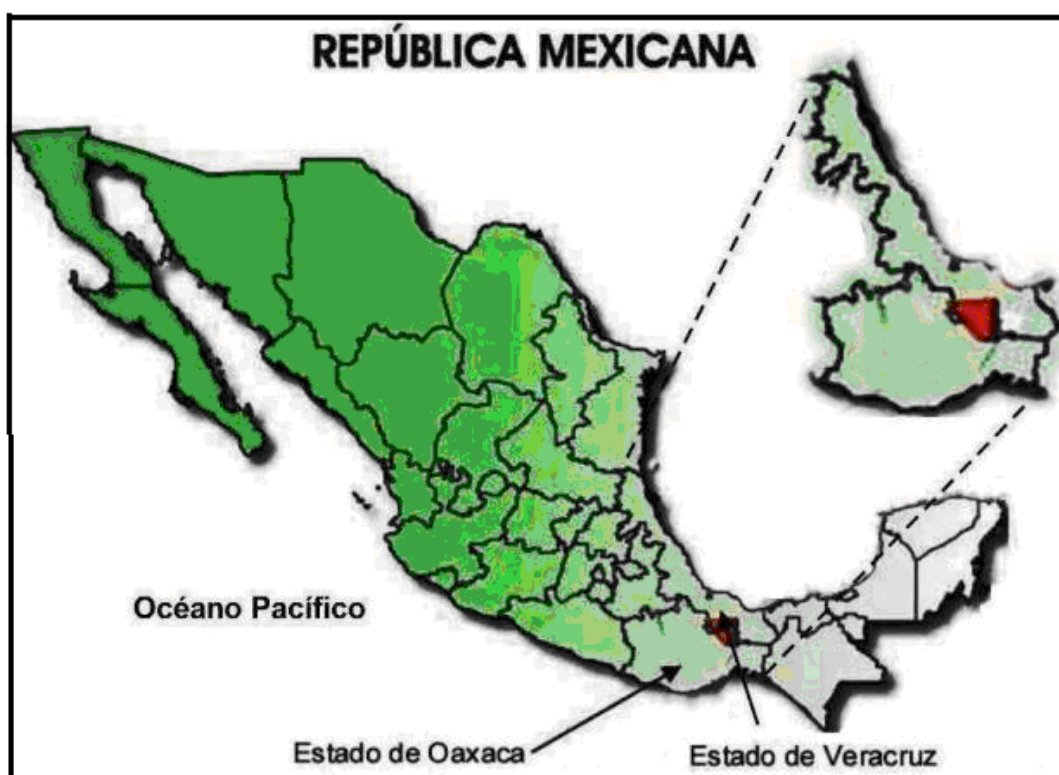 REPÚBLICA MEXICANA
Océano Pacífico
Estado de Oaxaca
Estado de Veracruz